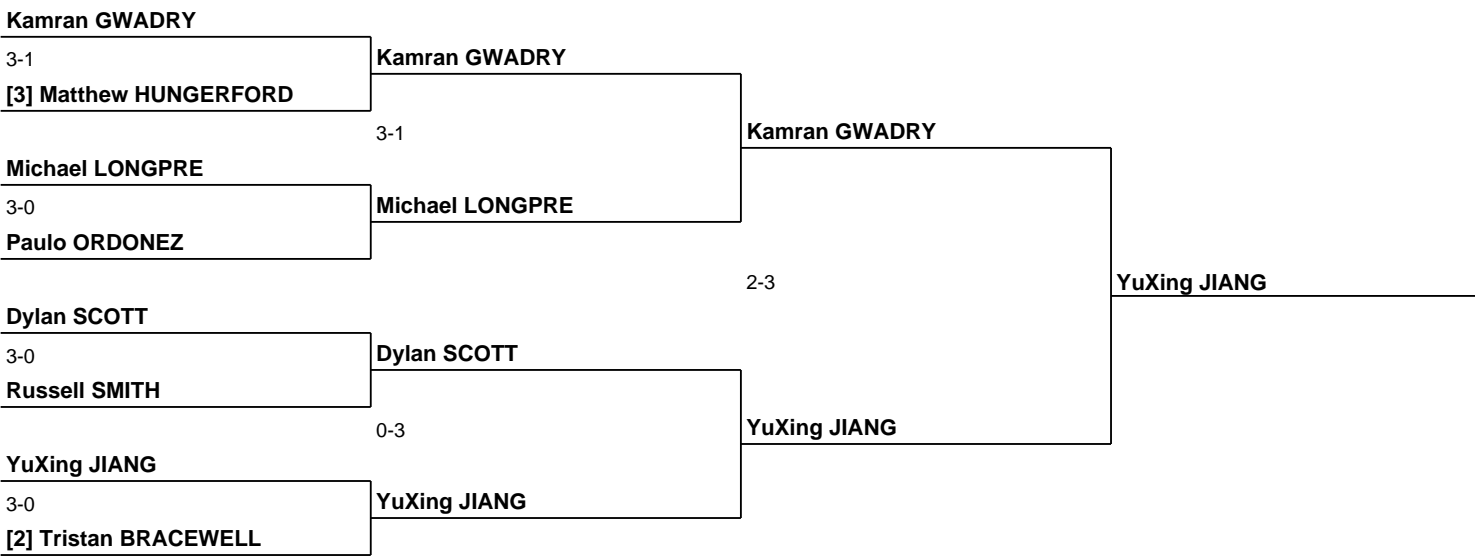 Kamran GWADRY
3-1
Kamran GWADRY
[3] Matthew HUNGERFORD
3-1
Kamran GWADRY
Michael LONGPRE
3-0
Michael LONGPRE
Paulo ORDONEZ
2-3
YuXing JIANG
Dylan SCOTT
3-0
Dylan SCOTT
Russell SMITH
0-3
YuXing JIANG
YuXing JIANG
3-0
YuXing JIANG
[2] Tristan BRACEWELL